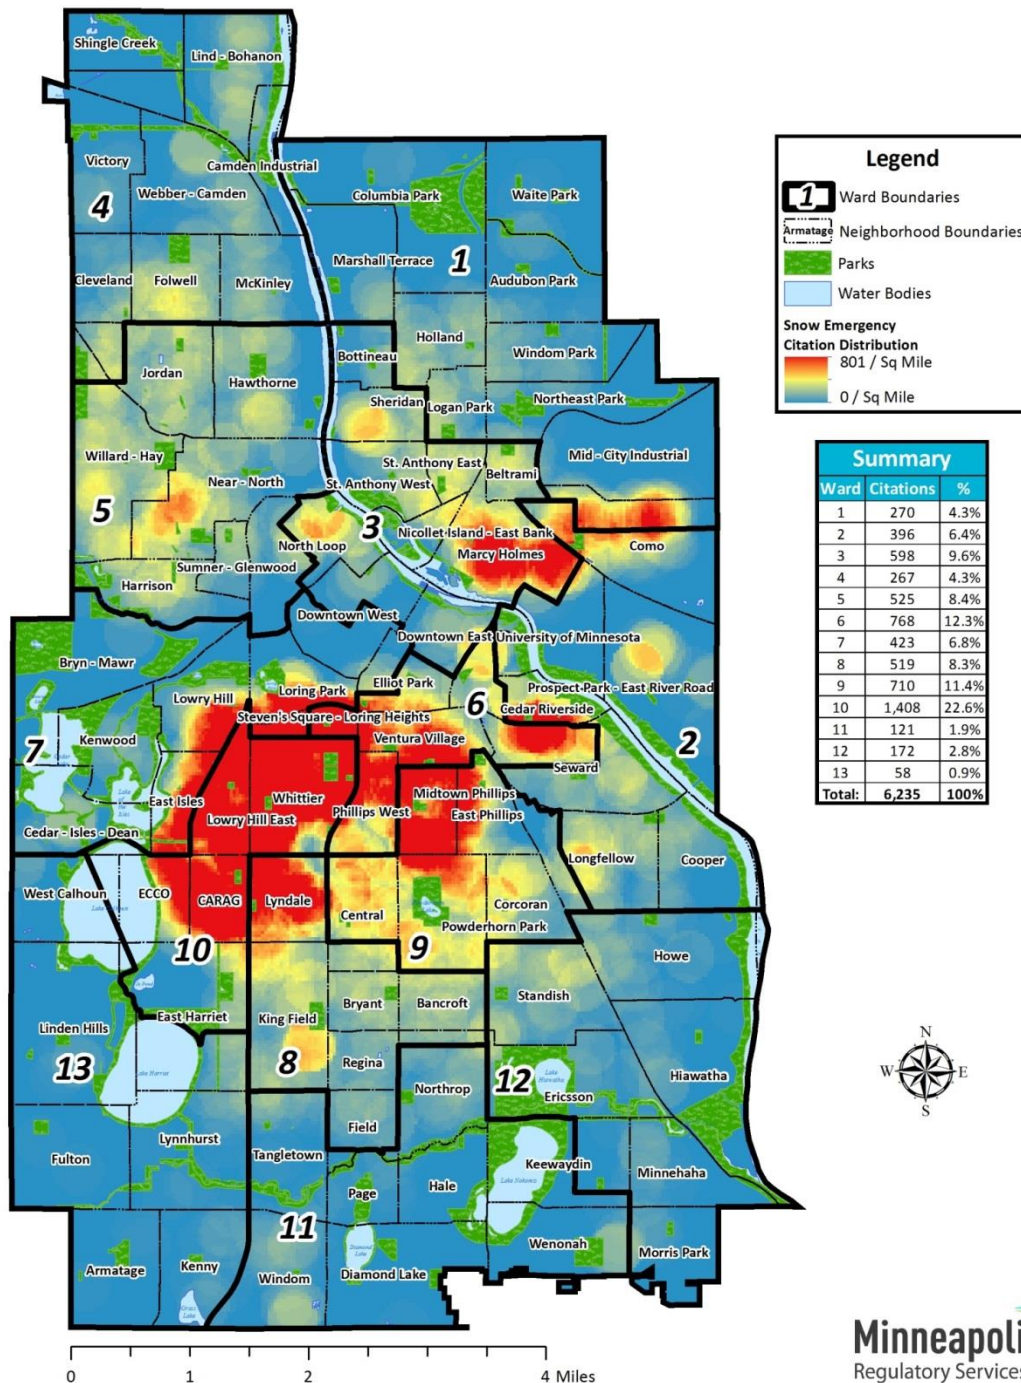 Shingle Creek
Lind - Bohanon
Victory
Camden Industrial
Webber - Camden
4
Columbia Park
Waite Park
Marshall Terrace
1
Audubon Park
Cleveland
Folwell
McKinley
Holland
Bottineau
Windom Park
Jordan
Hawthorne
Sheridan
Logan Park
Northeast Park
Willard - Hay
St. Anthony East
Mid - City Industrial
Near - North
St. Anthony West
Beltrami
5
3
Nicollet Island - East Bank
North Loop
Marcy Holmes
Como
Sumner - Glenwood
Harrison
Downtown West
Downtown East
University of Minnesota
Bryn - Mawr
Elliot Park
Lowry Hill
Loring Park
Prospect Park - East River Road
6
Cedar Riverside
Steven's Square - Loring Heights
Ventura Village
7
Kenwood
2
Seward
East Isles
Whittier
Midtown Phillips
Lowry Hill East
Phillips West
East Phillips
Cedar - Isles - Dean
Longfellow
Cooper
West Calhoun
ECCO
CARAG
Lyndale
Central
Corcoran
Powderhorn Park
10
9
Howe
Bryant
Bancroft
Standish
East Harriet
King Field
Linden Hills
13
8
Regina
Northrop
12
Lake Hiawatha
Ericsson
Hiawatha
Lake Harriet
Field
Lynnhurst
Tangletown
Fulton
Keewaydin
Minnehaha
Page
Hale
Lake Nokomis
11
Wenonah
Morris Park
Armatage
Kenny
Windom
Diamond Lake
Diamond Lake
Grass Lake
0 1 2 4 Miles
Legend
1 Ward Boundaries
Armatage Neighborhood Boundaries
Parks
Water Bodies
Snow Emergency
Citation Distribution
801 / Sq Mile
0 / Sq Mile
Summary
Ward Citations %
1 270 4.3%
2 396 6.4%
3 598 9.6%
4 267 4.3%
5 525 8.4%
6 768 12.3%
7 423 6.8%
8 519 8.3%
9 710 11.4%
10 1,408 22.6%
11 121 1.9%
12 172 2.8%
13 58 0.9%
Total: 6,235 100%
N
W E
S
Minneapoli
Regulatory Services